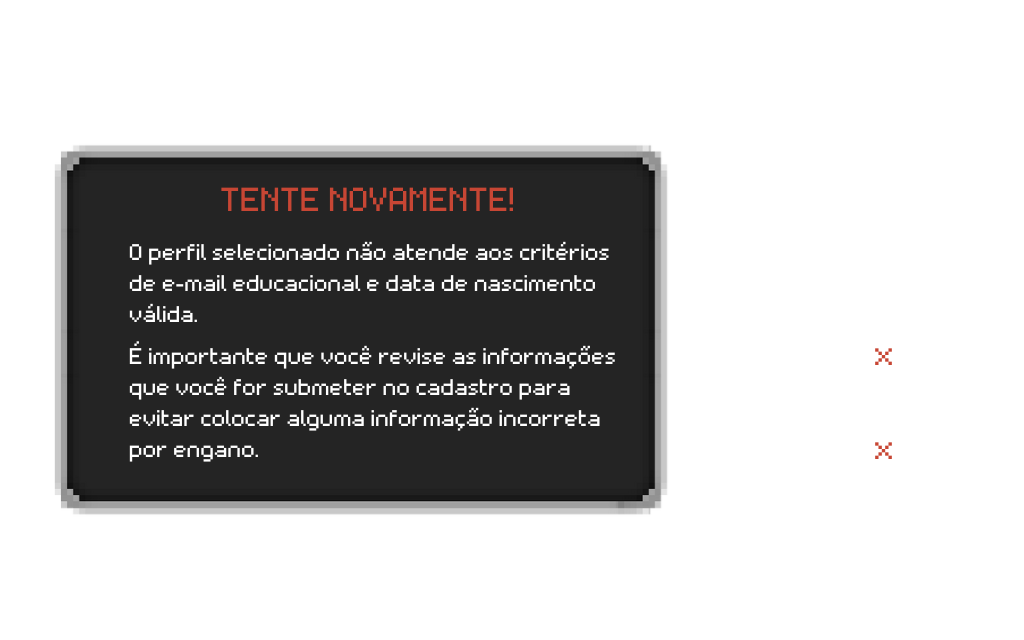 TENTE NOVAMENTE!
O perfil selecionado não atende aos critérios
de e-mail educacional e data de nascimento
válida.
É importante que você revise as informações
que você for submeter no cadastro para
evitar colocar alguma informação incorreta
por engano.